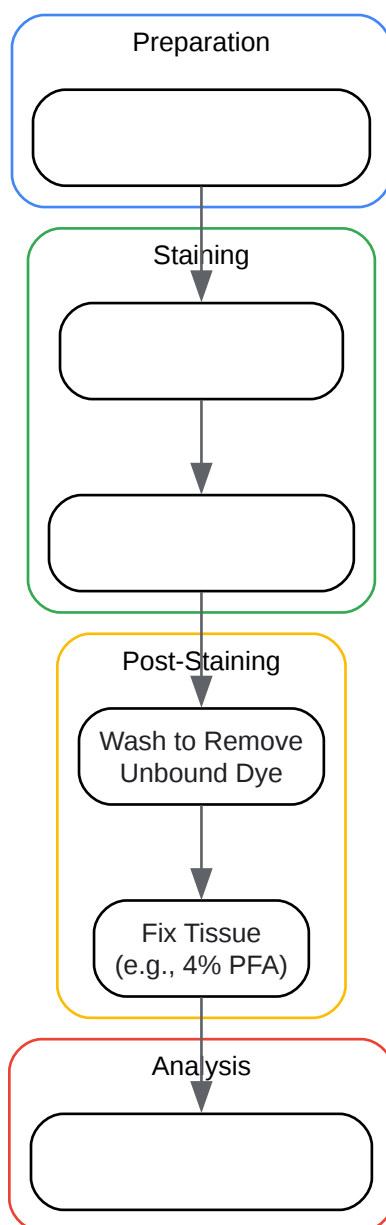 Preparation
Staining
Post-Staining
Wash to Remove
Unbound Dye
Fix Tissue
(e.g., 4% PFA)
Analysis